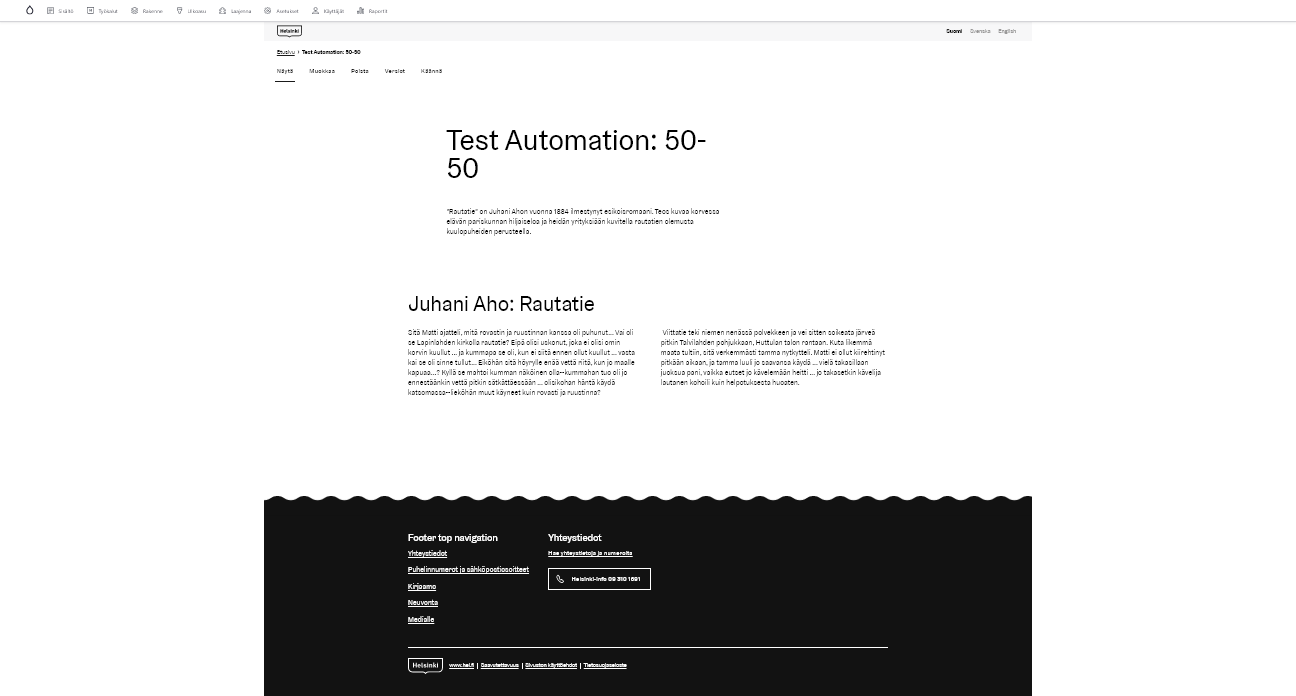 Sisältö Työkalut Rakenne Ulkoasu Laajenna Asetukset Käyttäjät Raportit
Helsinki Suomi Svenska English
Etusivu › Test Automation: 50-50
Näytä Muokkaa Poista Versiot Käännä
Test Automation: 50-
50
"Rautatie" on Juhani Ahon vuonna 1884 ilmestynyt esikoisromaani. Teos kuvaa korvessa
elävän pariskunnan hiljaiseloa ja heidän yrityksiään kuvitella rautatien olemusta
kuulopuheiden perusteella.
Juhani Aho: Rautatie
Sitä Matti ajatteli, mitä rovastin ja ruustinnan kanssa oli puhunut... Vai oli
se Lapinlahden kirkolla rautatie? Eipä olisi uskonut, joka ei olisi omin
korvin kuullut ... ja kummapa se oli, kun ei siitä ennen ollut kuullut ... vasta
kai se oli sinne tullut... Eiköhän sitä höyrylle enää vettä riitä, kun jo maalle
kapuaa...? Kyllä se mahtoi kumman näköinen olla--kummahan tuo oli jo
ennestäänkin vettä pitkin sätkättäessään ... olisikohan häntä käydä
katsomassa--lieköhän muut käyneet kuin rovasti ja ruustinna?
Viittatie teki niemen nenässä polvekkeen ja vei sitten soikeata järveä
pitkin Talvilahden pohjukkaan, Huttulan talon rantaan. Kuta likemmä
maata tultiin, sitä verkemmästi tamma nytkytteli. Matti ei ollut kiirehtinyt
pitkään aikaan, ja tamma luuli jo saavansa käydä ... vielä takasillaan
juoksua pani, vaikka eutset jo kävelemään heitti ... jo takasetkin kävelijä
lautanen kohoili kuin helpotuksesta huoaten.
Footer top navigation
Yhteystiedot
Puhelinnumerot ja sähköpostiosoitteet
Kirjaamo
Neuvonta
Medialle
Yhteystiedot
Hae yhteystietoja ja numeroita
Helsinki-info 09 310 1691
Helsinki www.hel.fi Saavutettavuus Sivuston käyttöehdot Tietosuojaseloste